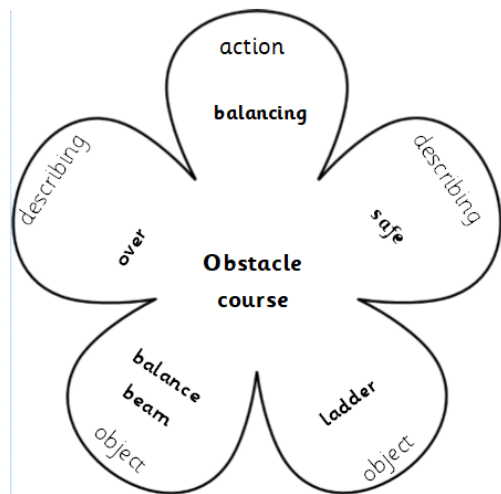 action
balancing
describing
over
describing
safe
Obstacle
course
balance
beam
object
ladder
object